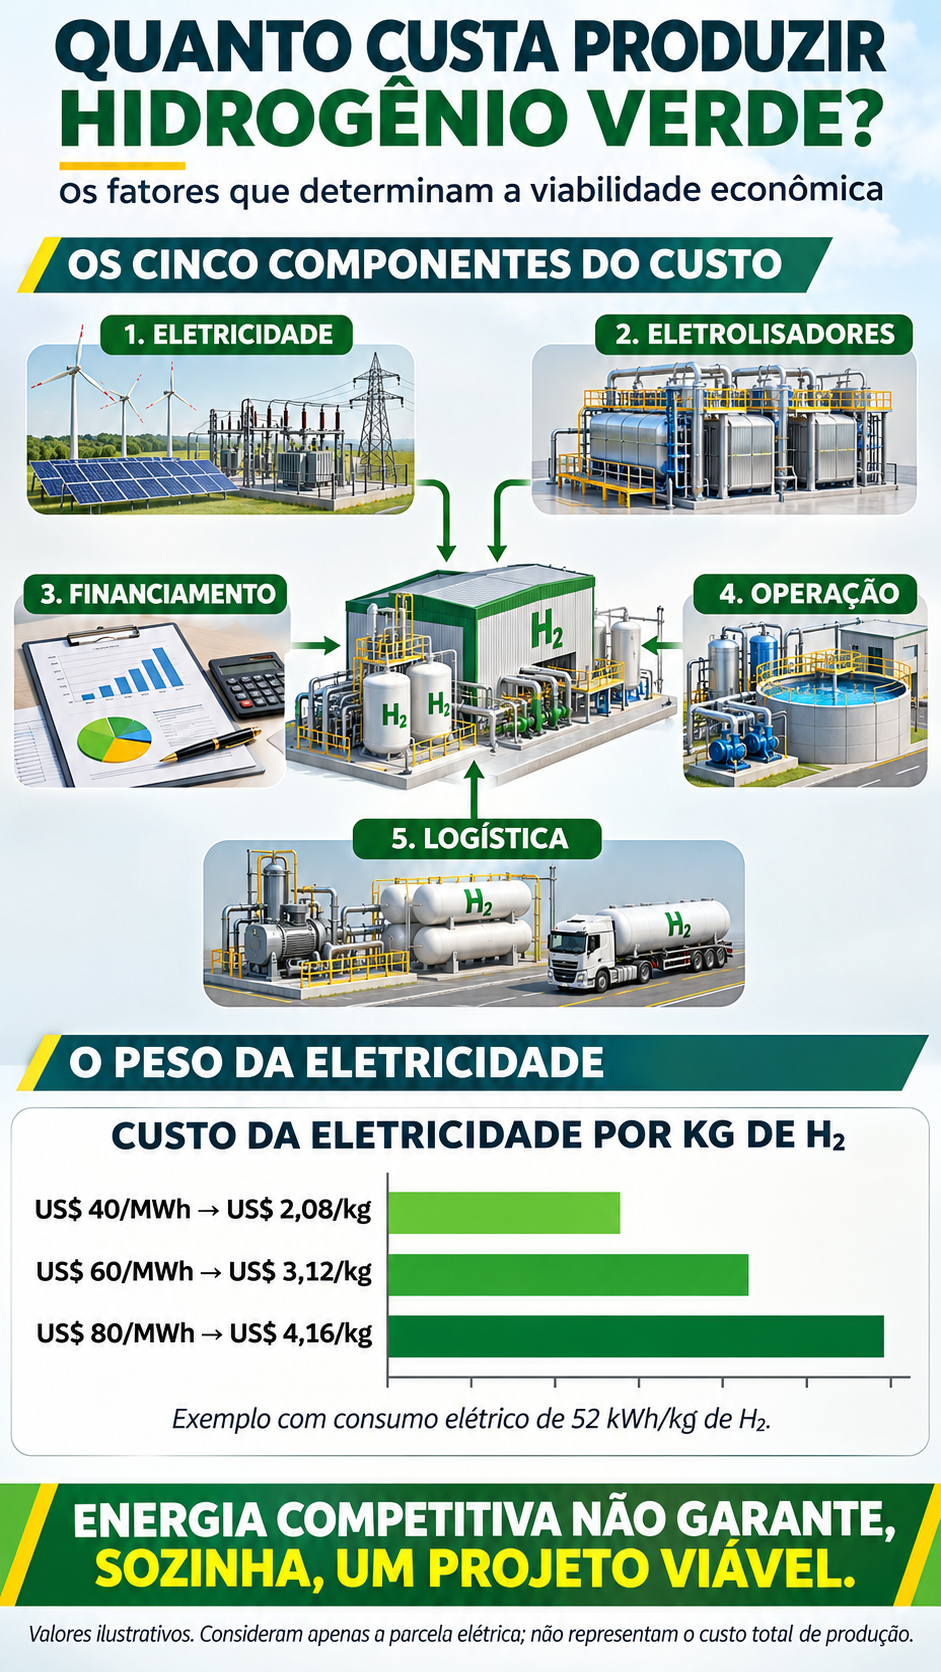 QUANTO CUSTA PRODUZIR
HIDROGÊNIO VERDE?
os fatores que determinam a viabilidade econômica
OS CINCO COMPONENTES DO CUSTO
1. ELETRICIDADE
2. ELETROLISADORES
3. FINANCIAMENTO
4. OPERAÇÃO
H₂
H₂
H₂
5. LOGÍSTICA
H₂
H₂
O PESO DA ELETRICIDADE
CUSTO DA ELETRICIDADE POR KG DE H₂
US$ 40/MWh → US$ 2,08/kg
US$ 60/MWh → US$ 3,12/kg
US$ 80/MWh → US$ 4,16/kg
Exemplo com consumo elétrico de 52 kWh/kg de H₂.
ENERGIA COMPETITIVA NÃO GARANTE,
SOZINHA, UM PROJETO VIÁVEL.
Valores ilustrativos. Consideram apenas a parcela elétrica; não representam o custo total de produção.